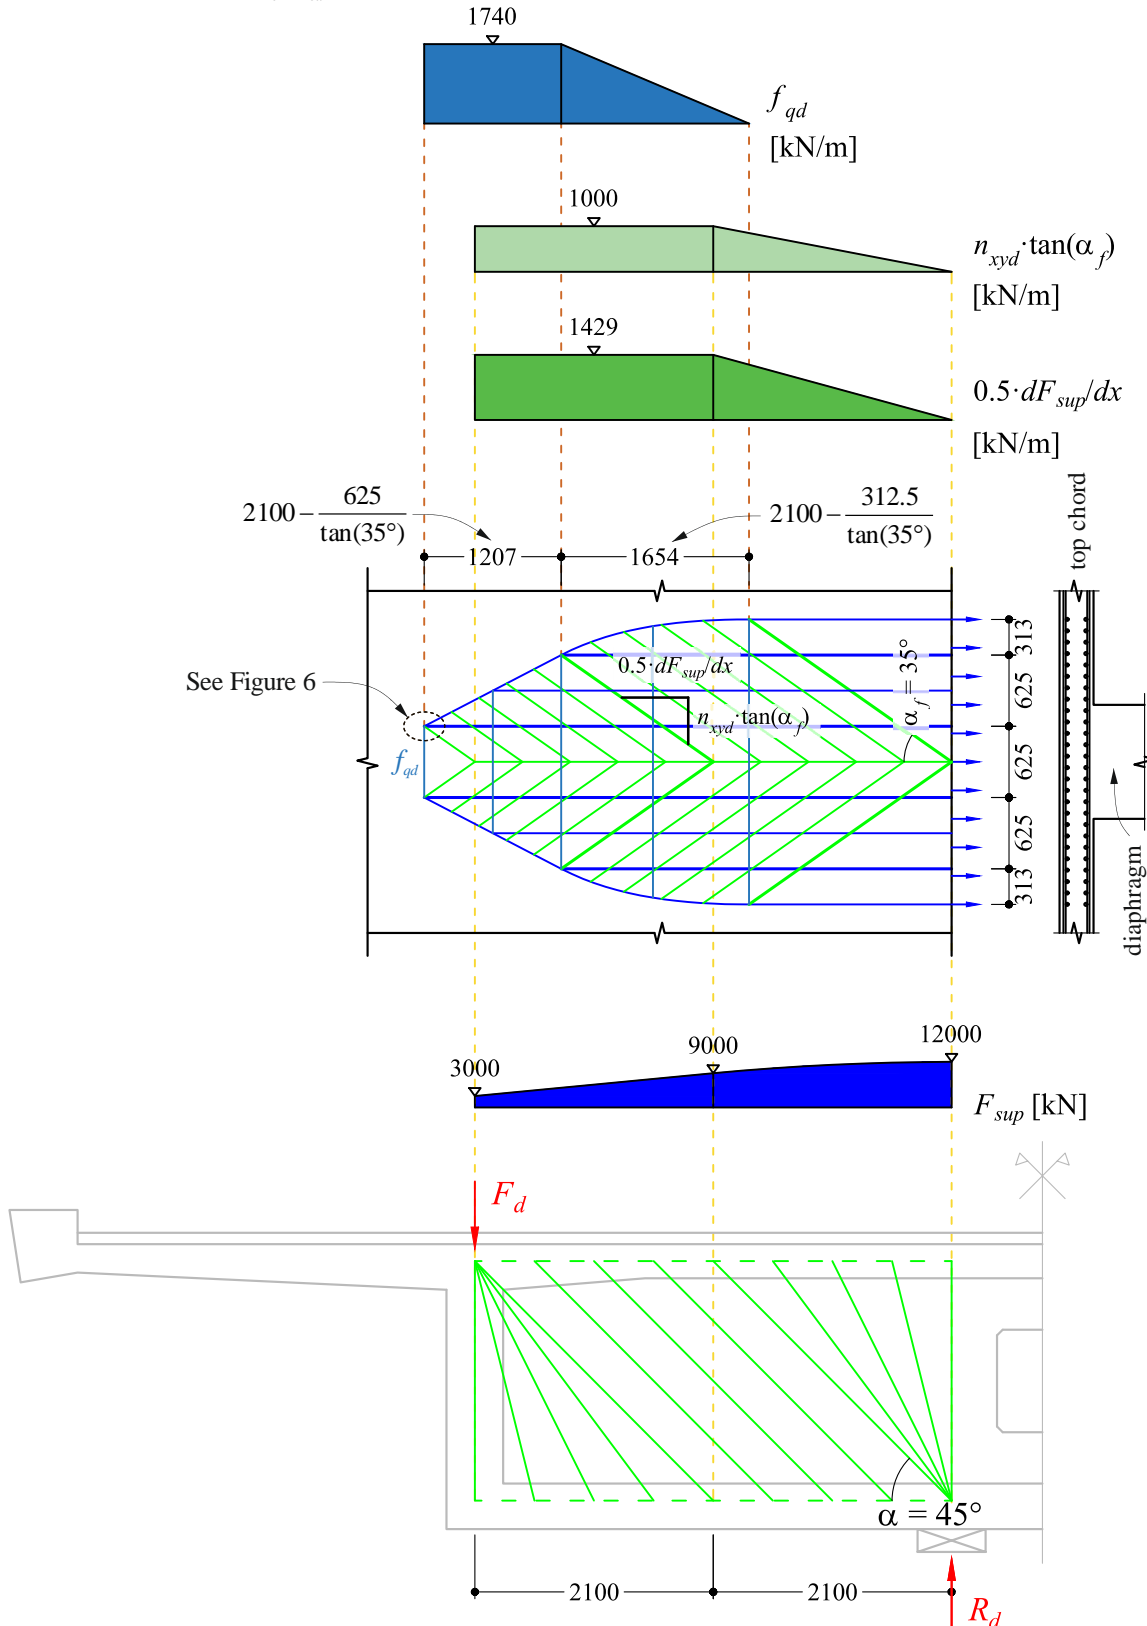 1740
f_qd
[kN/m]
1000
n_xyd·tan(α_f)
[kN/m]
1429
0.5·dF_sup/dx
[kN/m]
2100 − 625/tan(35°)
2100 − 312.5/tan(35°)
1207
1654
top chord
313
625
625
625
313
0.5·dF_sup/dx
α_f = 35°
n_xyd·tan(α_f)
See Figure 6
f_qd
diaphragm
3000
9000
12000
F_sup [kN]
F_d
α = 45°
2100
2100
R_d